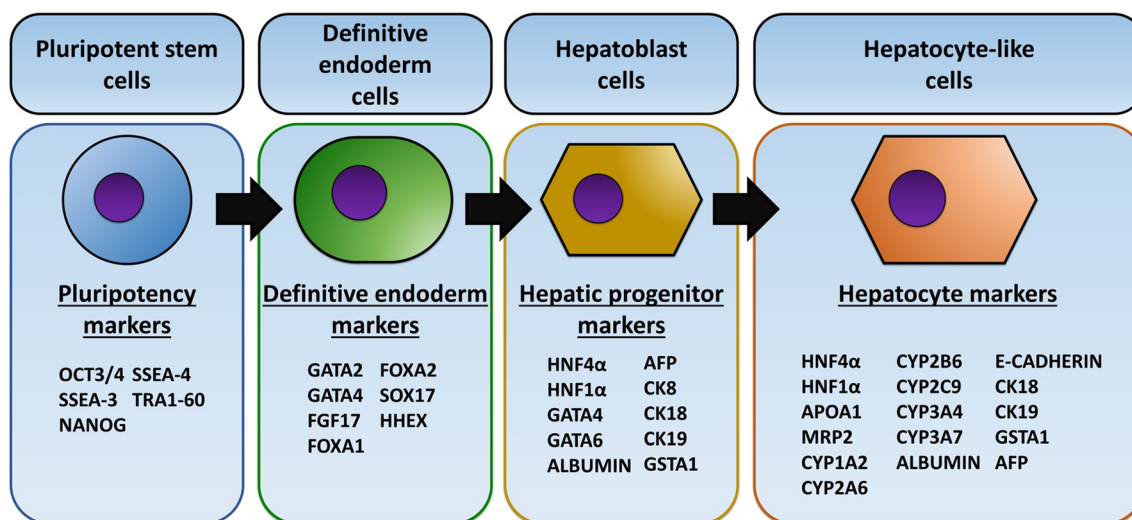 Pluripotent stem
cells
Definitive
endoderm
cells
Hepatoblast
cells
Hepatocyte-like
cells
Pluripotency
markers
OCT3/4 SSEA-4
SSEA-3 TRA1-60
NANOG
Definitive endoderm
markers
GATA2 FOXA2
GATA4 SOX17
FGF17 HHEX
FOXA1
Hepatic progenitor
markers
HNF4α AFP
HNF1α CK8
GATA4 CK18
GATA6 CK19
ALBUMIN GSTA1
Hepatocyte markers
HNF4α CYP2B6 E-CADHERIN
HNF1α CYP2C9 CK18
APOA1 CYP3A4 CK19
MRP2 CYP3A7 GSTA1
CYP1A2 ALBUMIN AFP
CYP2A6